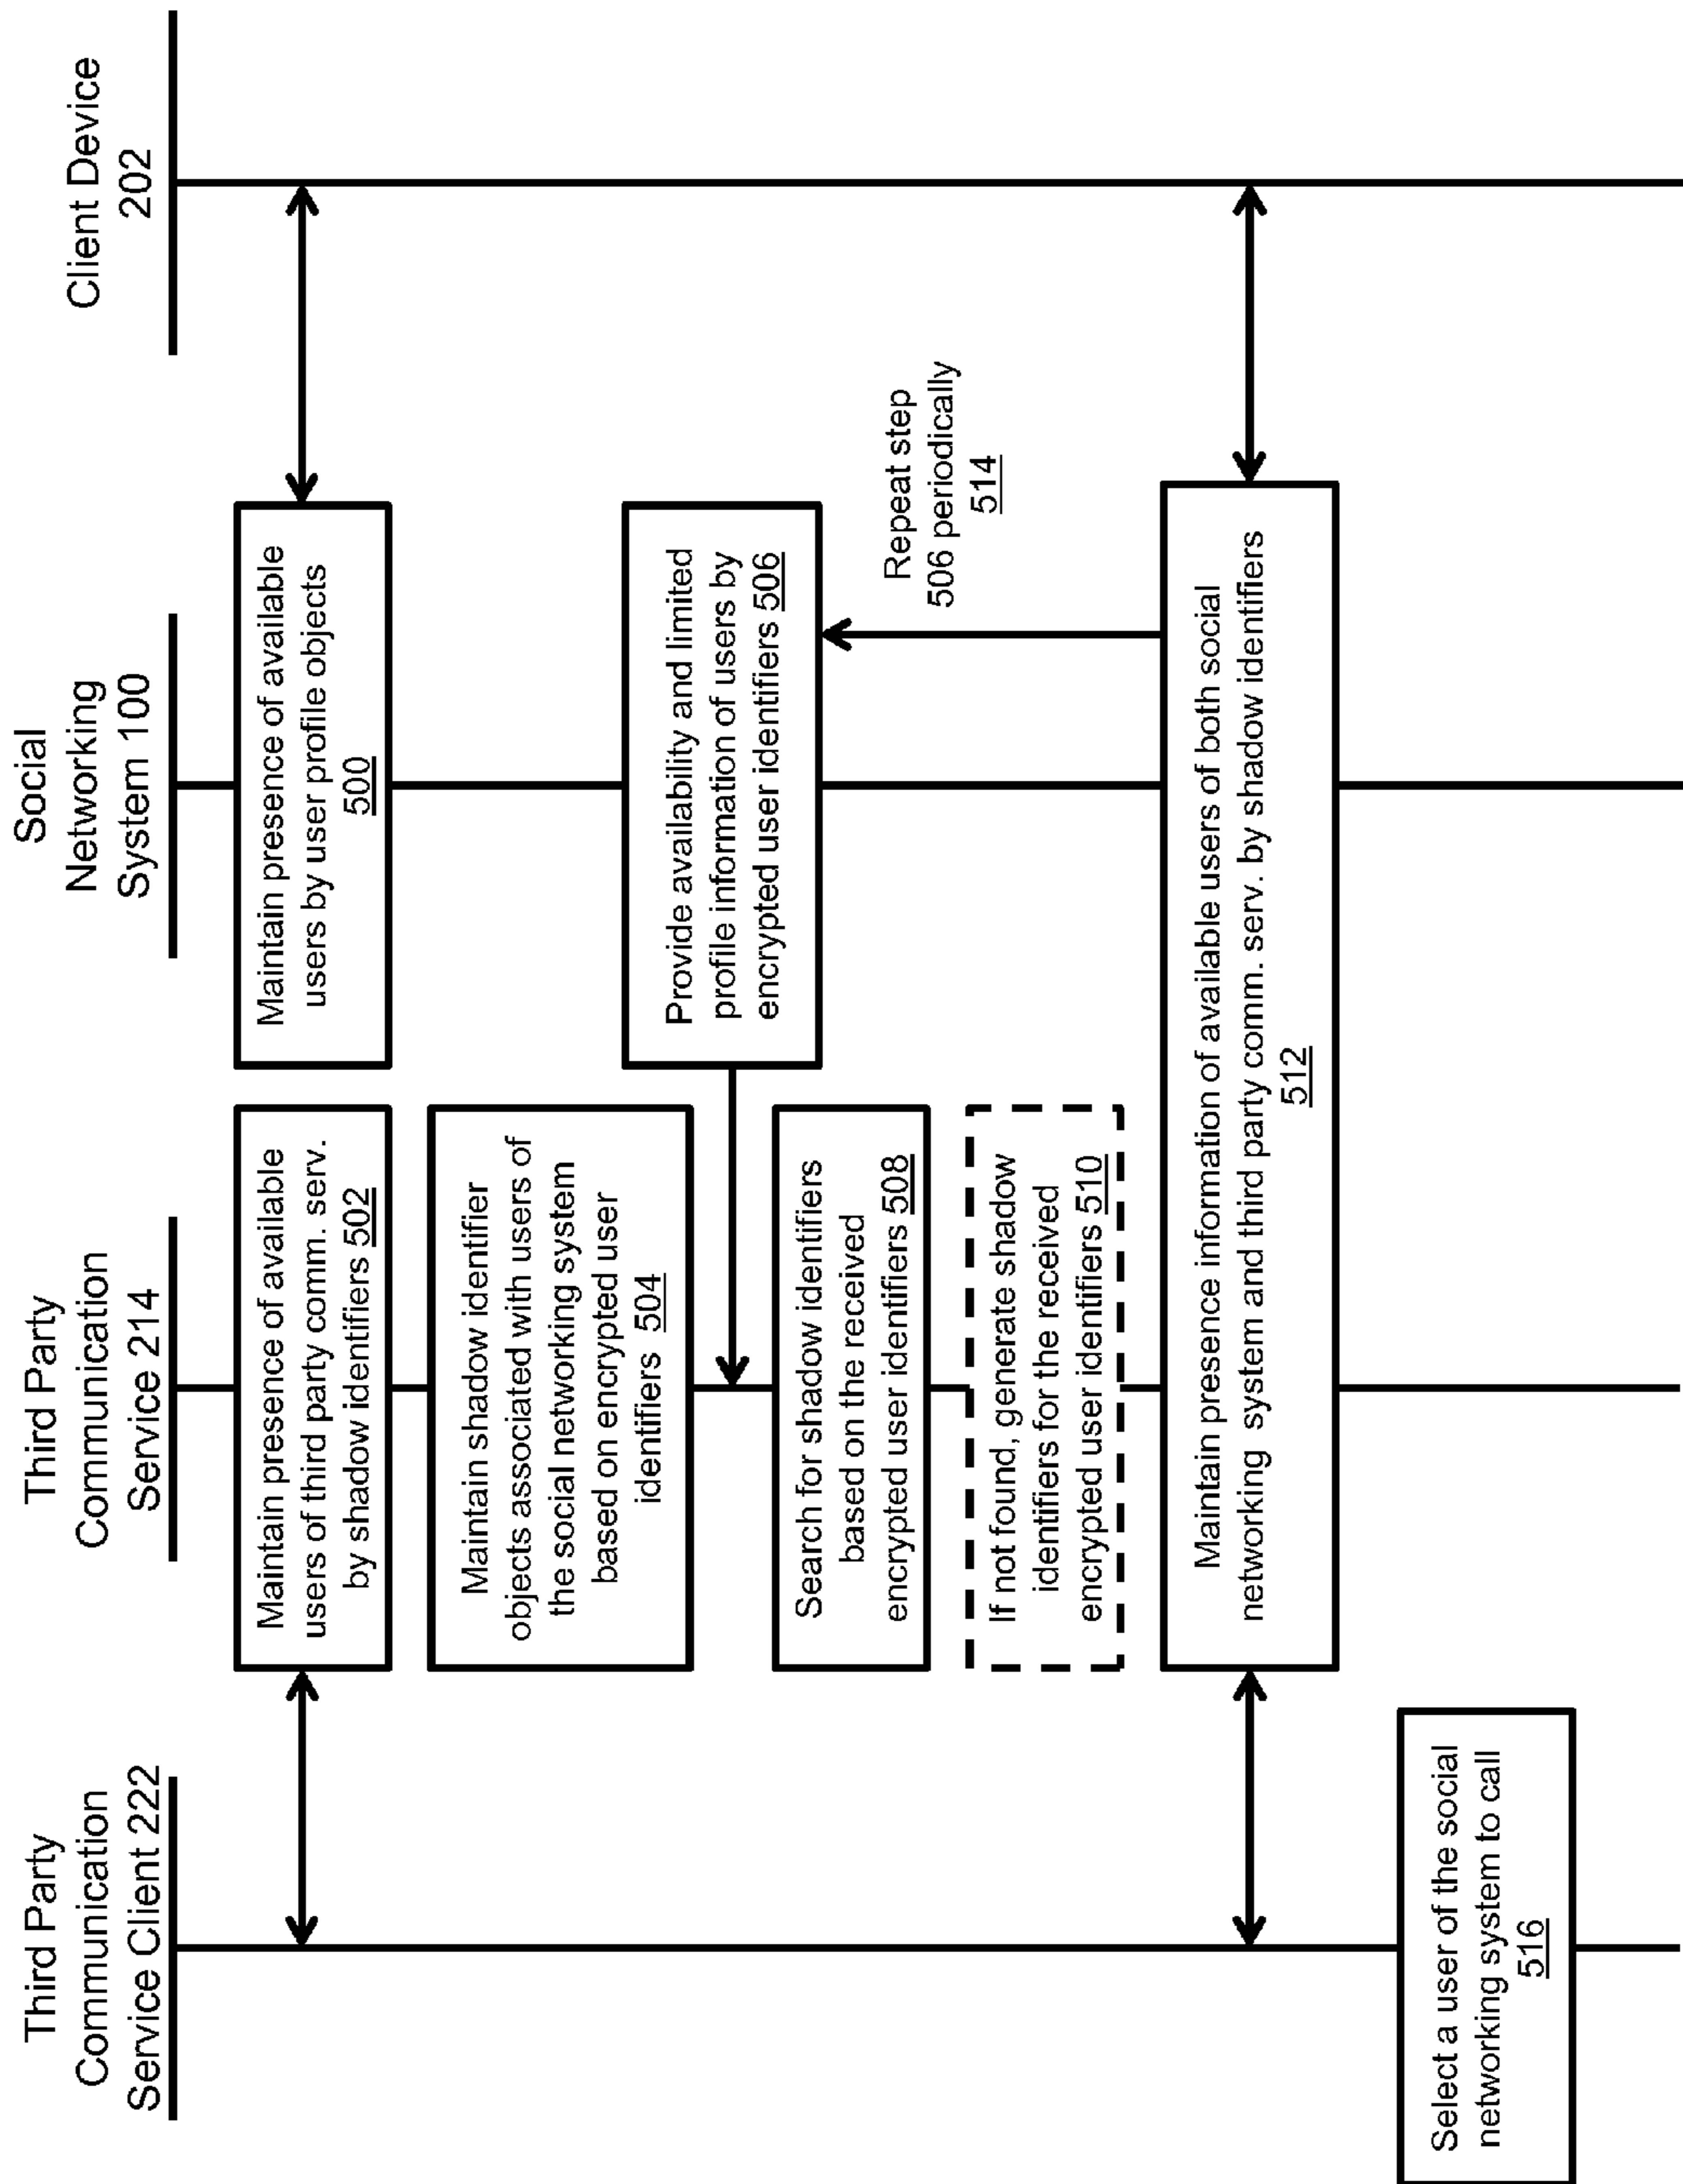 Third Party
Communication
Service Client 222
Third Party
Communication
Service 214
Social
Networking
System 100
Client Device
202
Maintain presence of available
users of third party comm. serv.
by shadow identifiers 502
Maintain presence of available
users by user profile objects
500
Maintain shadow identifier
objects associated with users of
the social networking system
based on encrypted user
identifiers 504
Provide availability and limited
profile information of users by
encrypted user identifiers 506
Search for shadow identifiers
based on the received
encrypted user identifiers 508
Repeat step
506 periodically
514
If not found, generate shadow
identifiers for the received
encrypted user identifiers 510
Maintain presence information of available users of both social
networking system and third party comm. serv. by shadow identifiers
512
Select a user of the social
networking system to call
516